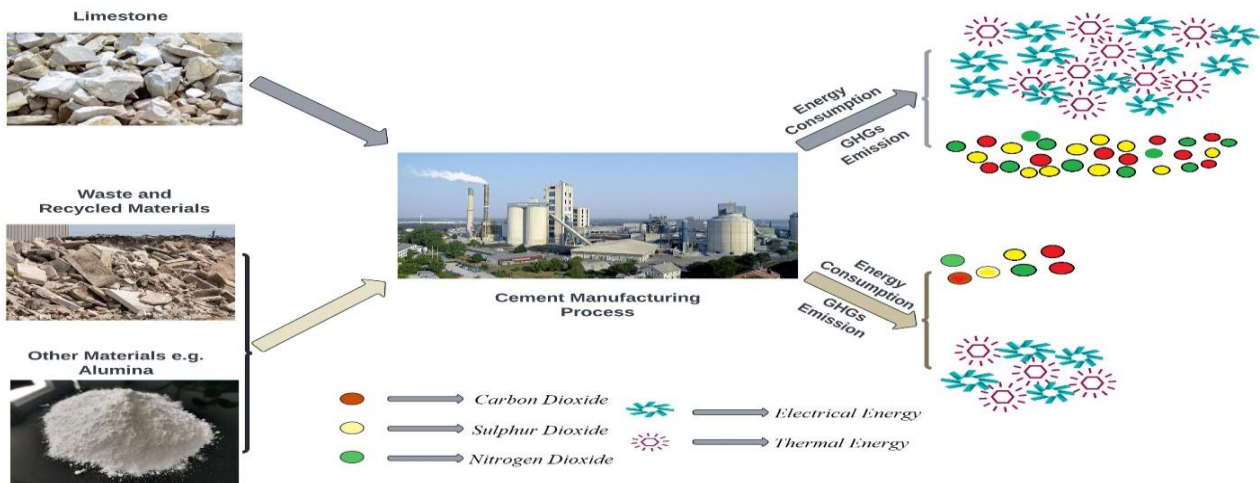 Limestone
Waste and
Recycled Materials
Other Materials e.g.
Alumina
Cement Manufacturing
Process
Energy
Consumption
GHGs
Emission
Energy
Consumption
GHGs
Emission
Carbon Dioxide
Sulphur Dioxide
Nitrogen Dioxide
Electrical Energy
Thermal Energy